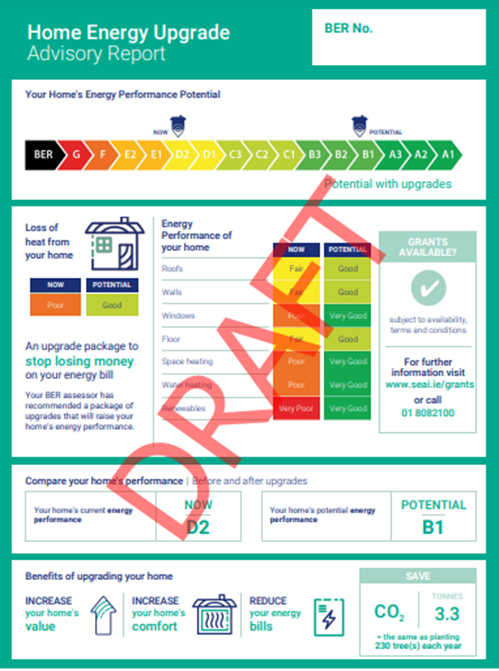 Home Energy Upgrade
Advisory Report
BER No.
Your Home's Energy Performance Potential
NOW
POTENTIAL
BER G F E2 E1 D2 D1 C3 C2 C1 B3 B2 B1 A3 A2 A1
Potential with upgrades
Loss of
heat from
your home
NOW POTENTIAL
Poor Good
An upgrade package to
stop losing money
on your energy bill
Your BER assessor has
recommended a package of
upgrades that will raise your
home's energy performance.
Energy
Performance of
your home
NOW POTENTIAL
Roofs Fair Good
Walls Fair Good
Windows Poor Very Good
Floor Fair Good
Space heating Poor Very Good
Water heating Poor Very Good
Renewables Very Poor Very Good
GRANTS
AVAILABLE?
subject to availability,
terms and conditions
For further
information visit
www.seai.ie/grants
or call
01 8082100
DRAFT
Compare your home's performance | Before and after upgrades
Your home's current energy
performance
NOW
D2
Your home's potential energy
performance
POTENTIAL
B1
Benefits of upgrading your home
INCREASE
your home's
value
INCREASE
your home's
comfort
REDUCE
your energy
bills
SAVE
CO2
TONNES
3.3
= the same as planting
230 tree(s) each year